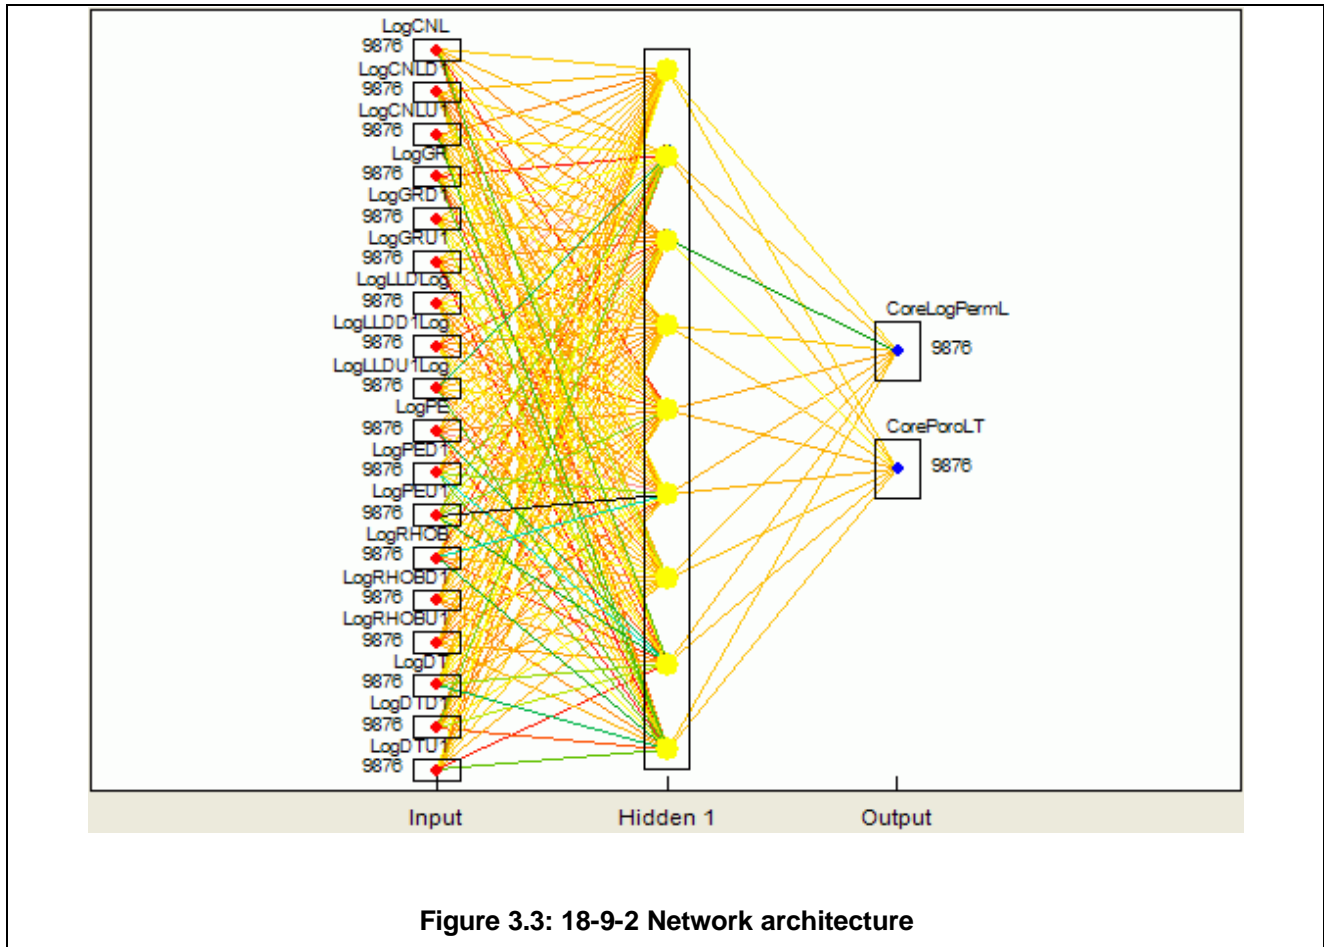 LogCNL
9876
LogCNLD1
9876
LogCNLU1
9876
LogGR
9876
LogGRD1
9876
LogGRU1
9876
LogLLDLog
9876
LogLLDD1Log
9876
LogLLDU1Log
9876
LogPE
9876
LogPED1
9876
LogPEU1
9876
LogRHOB
9876
LogRHOBD1
9876
LogRHOBU1
9876
LogDT
9876
LogDTD1
9876
LogDTU1
9876
CoreLogPermL
9876
CorePoroLT
9876
Input Hidden 1 Output
Figure 3.3: 18-9-2 Network architecture